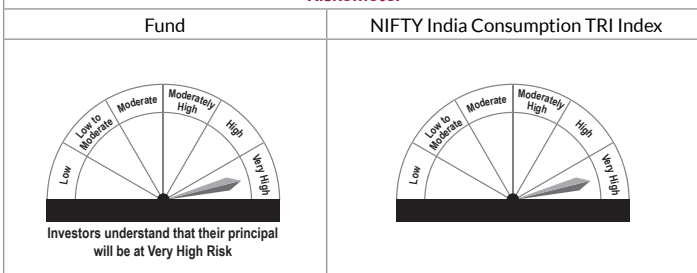 Fund
NIFTY India Consumption TRI Index
Low
Low to
Moderate
Moderate
Moderately
High
High
Very High
Investors understand that their principal
will be at Very High Risk
Low
Low to
Moderate
Moderate
Moderately
High
High
Very High